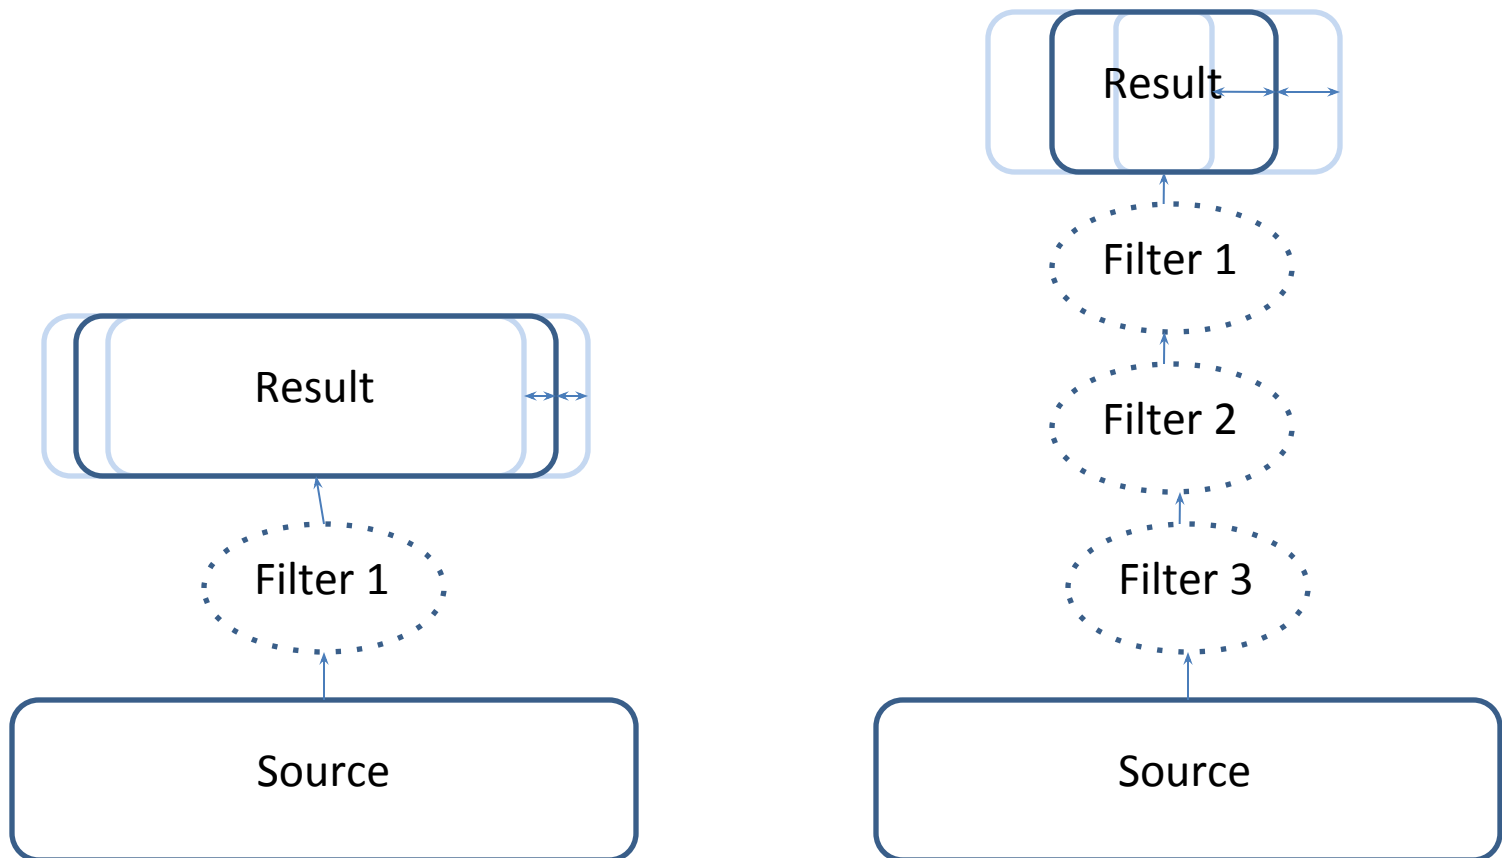 Result
Filter 1
Source
Result
Filter 1
Filter 2
Filter 3
Source